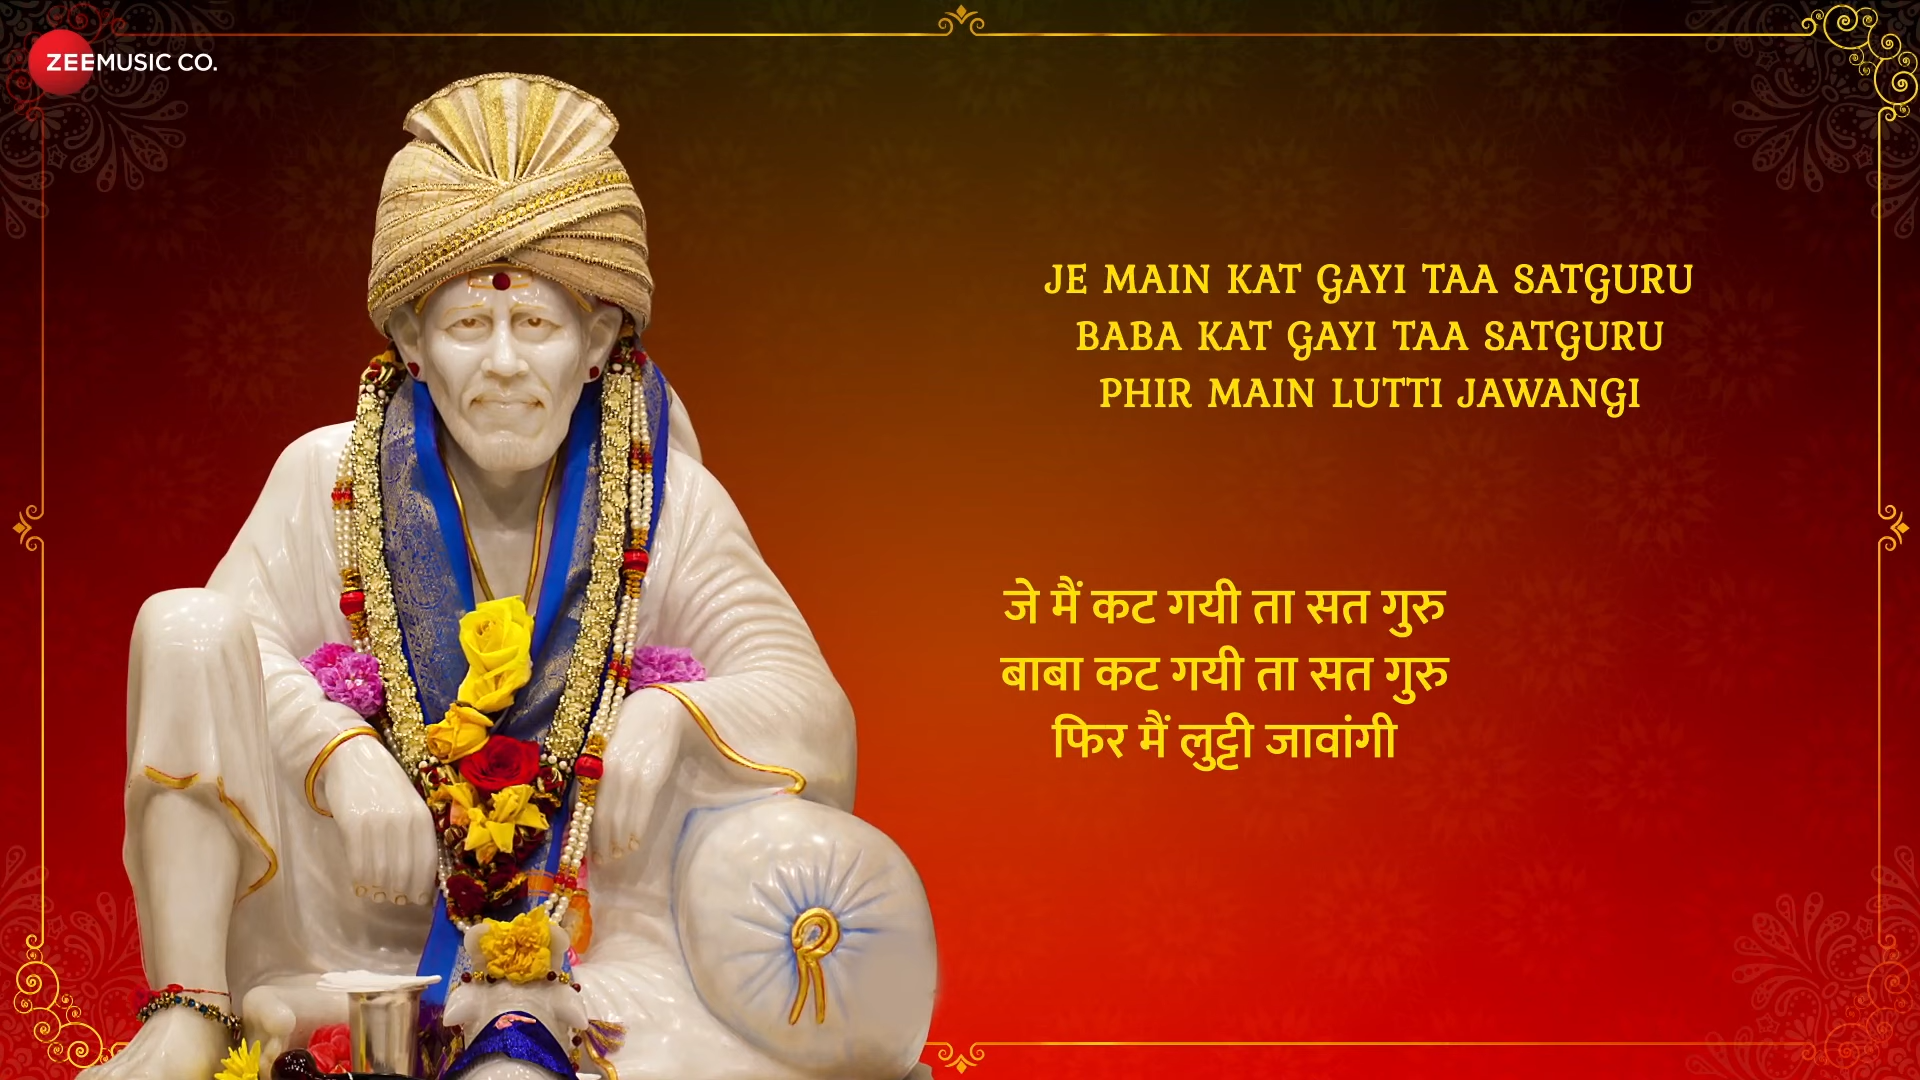 ZEEMUSIC CO.
JE MAIN KAT GAYI TAA SATGURU
BABA KAT GAYI TAA SATGURU
PHIR MAIN LUTTI JAWANGI
जे मैं कट गयी ता सत गुरु
बाबा कट गयी ता सत गुरु
फिर मैं लुट्टी जावांगी